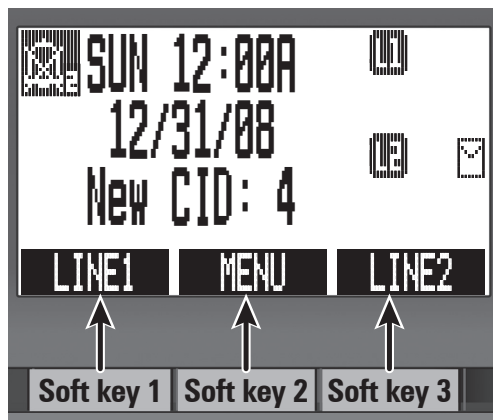 SUN 12:00A
12/31/08
New CID: 4
LINE1 MENU LINE2
Soft key 1 Soft key 2 Soft key 3